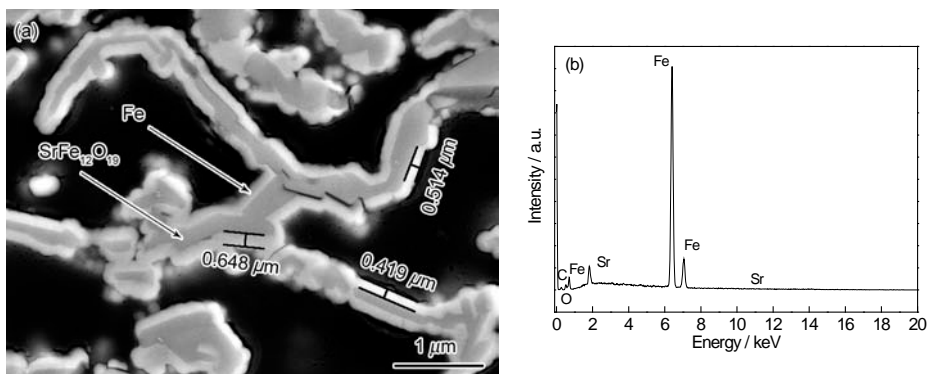 (a)
Fe
SrFe₁₂O₁₉
0.514 μm
0.648 μm
0.419 μm
1 μm
(b)
Fe
Fe
C
Fe
Sr
O
Sr
0 2 4 6 8 10 12 14 16 18 20
Energy / keV
Intensity / a.u.